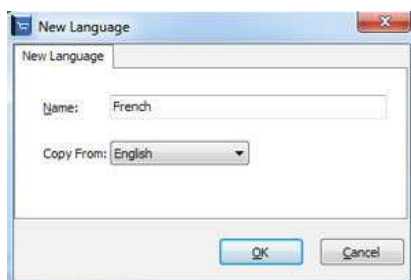 New Language
New Language
Name: French
Copy From: English
OK Cancel